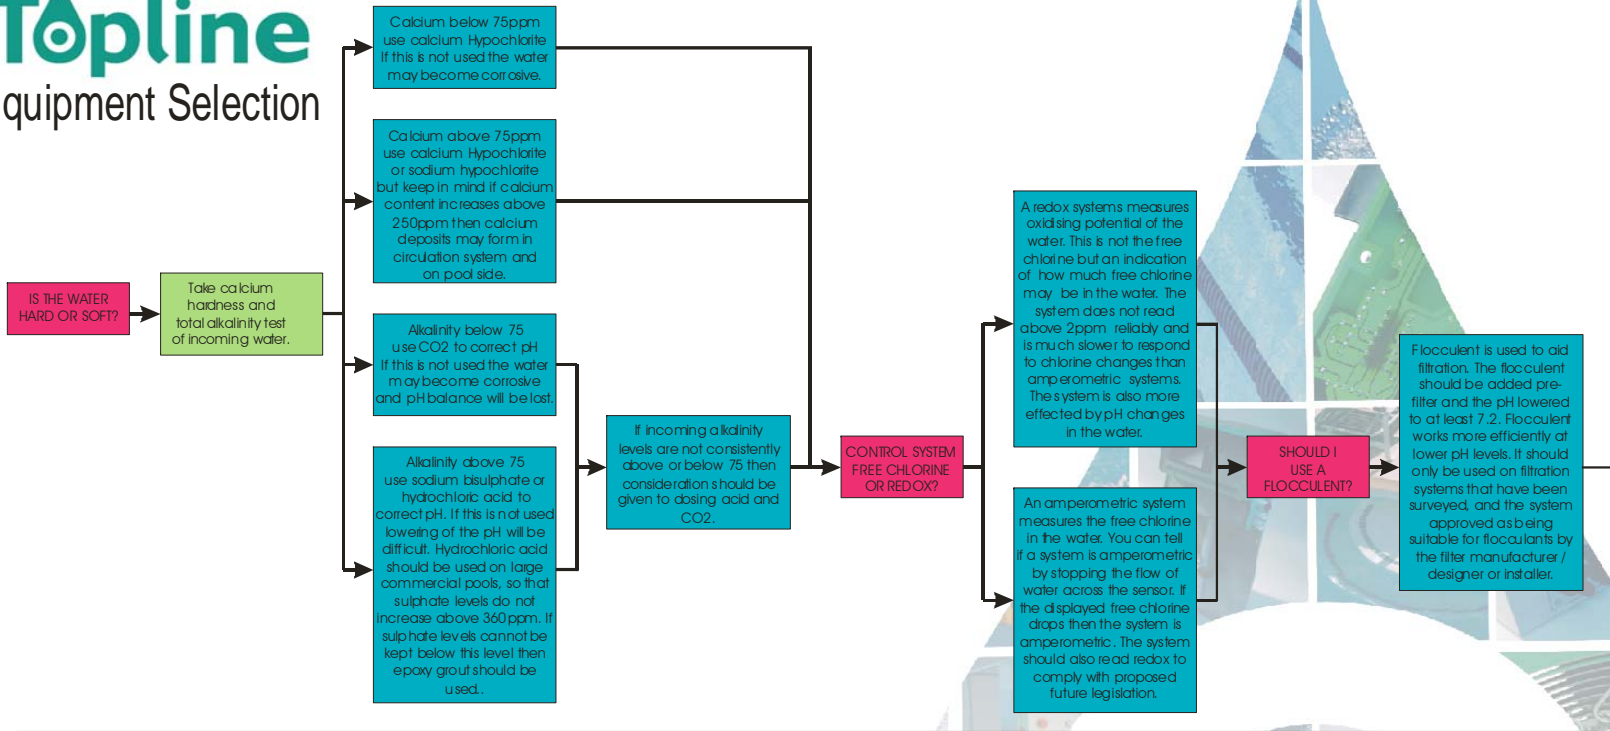 Topline
quipment Selection
IS THE WATER
HARD OR SOFT?
Take calcium
hardness and
total alkalinity test
of incoming water.
Calcium below 75ppm
use calcium Hypochlorite
If this is not used the water
may become corrosive.
Calcium above 75ppm
use calcium Hypochlorite
or sodium hypochlorite
but keep in mind if calcium
content increases above
250ppm then calcium
deposits may form in
circulation system and
on pool side.
Alkalinity below 75
use CO2 to correct pH
If this is not used the water
may become corrosive
and pH balance will be lost.
Alkalinity above 75
use sodium bisulphate or
hydrochloric acid to
correct pH. If this is not used
lowering of the pH will be
difficult. Hydrochloric acid
should be used on large
commercial pools, so that
sulphate levels do not
increase above 360ppm. If
sulphate levels cannot be
kept below this level then
epoxy grout should be
used..
If incoming alkalinity
levels are not consistently
above or below 75 then
consideration should be
given to dosing acid and
CO2.
CONTROL SYSTEM
FREE CHLORINE
OR REDOX?
A redox systems measures
oxidising potential of the
water. This is not the free
chlorine but an indication
of how much free chlorine
may be in the water. The
system does not read
above 2ppm reliably and
is much slower to respond
to chlorine changes than
amperometric systems.
The system is also more
effected by pH changes
in the water.
An amperometric system
measures the free chlorine
in the water. You can tell
if a system is amperometric
by stopping the flow of
water across the sensor. If
the displayed free chlorine
drops then the system is
amperometric. The system
should also read redox to
comply with proposed
future legislation.
SHOULD I
USE A
FLOCCULENT?
Flocculent is used to aid
filtration. The flocculent
should be added pre-
filter and the pH lowered
to at least 7.2. Flocculent
works more efficiently at
lower pH levels. It should
only be used on filtration
systems that have been
surveyed, and the system
approved as being
suitable for flocculants by
the filter manufacturer /
designer or installer.